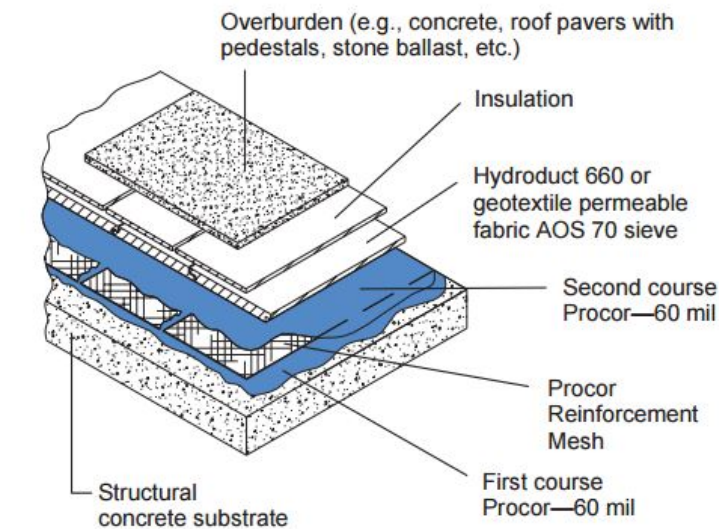 Overburden (e.g., concrete, roof pavers with
pedestals, stone ballast, etc.)
Insulation
Hydroduct 660 or
geotextile permeable
fabric AOS 70 sieve
Second course
Procor—60 mil
Procor
Reinforcement
Mesh
First course
Procor—60 mil
Structural
concrete substrate